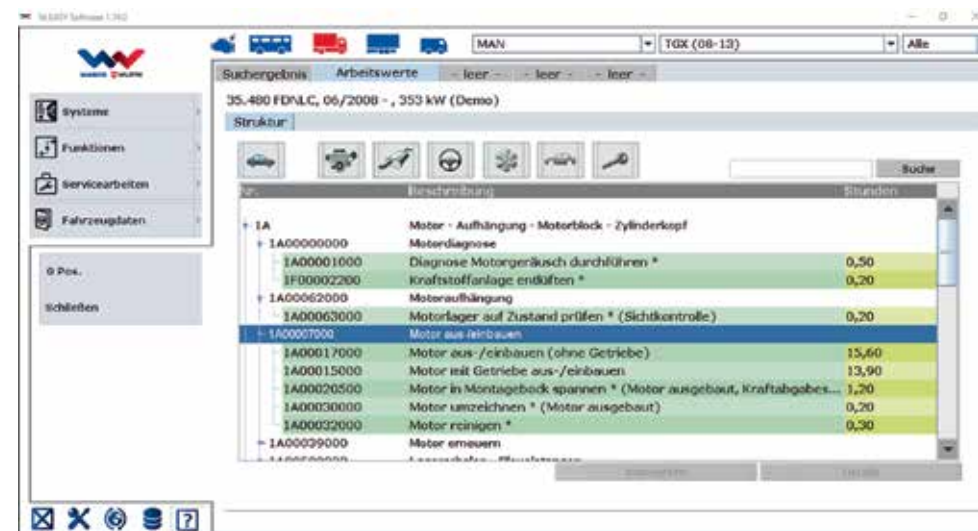 W.EASY Software
MAN
TGX (08-13)
Alle
WABCO WÜRTH
Suchergebnis Arbeitswerte - leer - - leer - - leer -
35.480 FDNLC, 06/2008 - , 353 kW (Demo)
Struktur
Systeme
Funktionen
Servicearbeiten
Fahrzeugdaten
0 Pos.
Schließen
Suche
Nr. Beschreibung Stunden
1A Motor - Aufhängung - Motorblock - Zylinderkopf
1A00000000 Motordiagnose
1A00001000 Diagnose Motorgeräusch durchführen * 0,50
1F00002200 Kraftstoffanlage entlüften * 0,20
1A00062000 Motoraufhängung
1A00063000 Motorlager auf Zustand prüfen * (Sichtkontrolle) 0,20
1A00007000 Motor aus-/einbauen
1A00017000 Motor aus-/einbauen (ohne Getriebe) 15,60
1A00015000 Motor mit Getriebe aus-/einbauen 13,90
1A00020500 Motor in Montagebock spannen * (Motor ausgebaut, Kraftabgabes... 1,20
1A00030000 Motor umzeichnen * (Motor ausgebaut) 0,20
1A00032000 Motor reinigen * 0,30
1A00039000 Motor erneuern